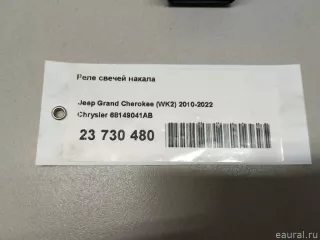 Реле свечей накала
Jeep Grand Cherokee (WK2) 2010-2022
Chrysler 68149041AB
23 730 480
eaural.ru